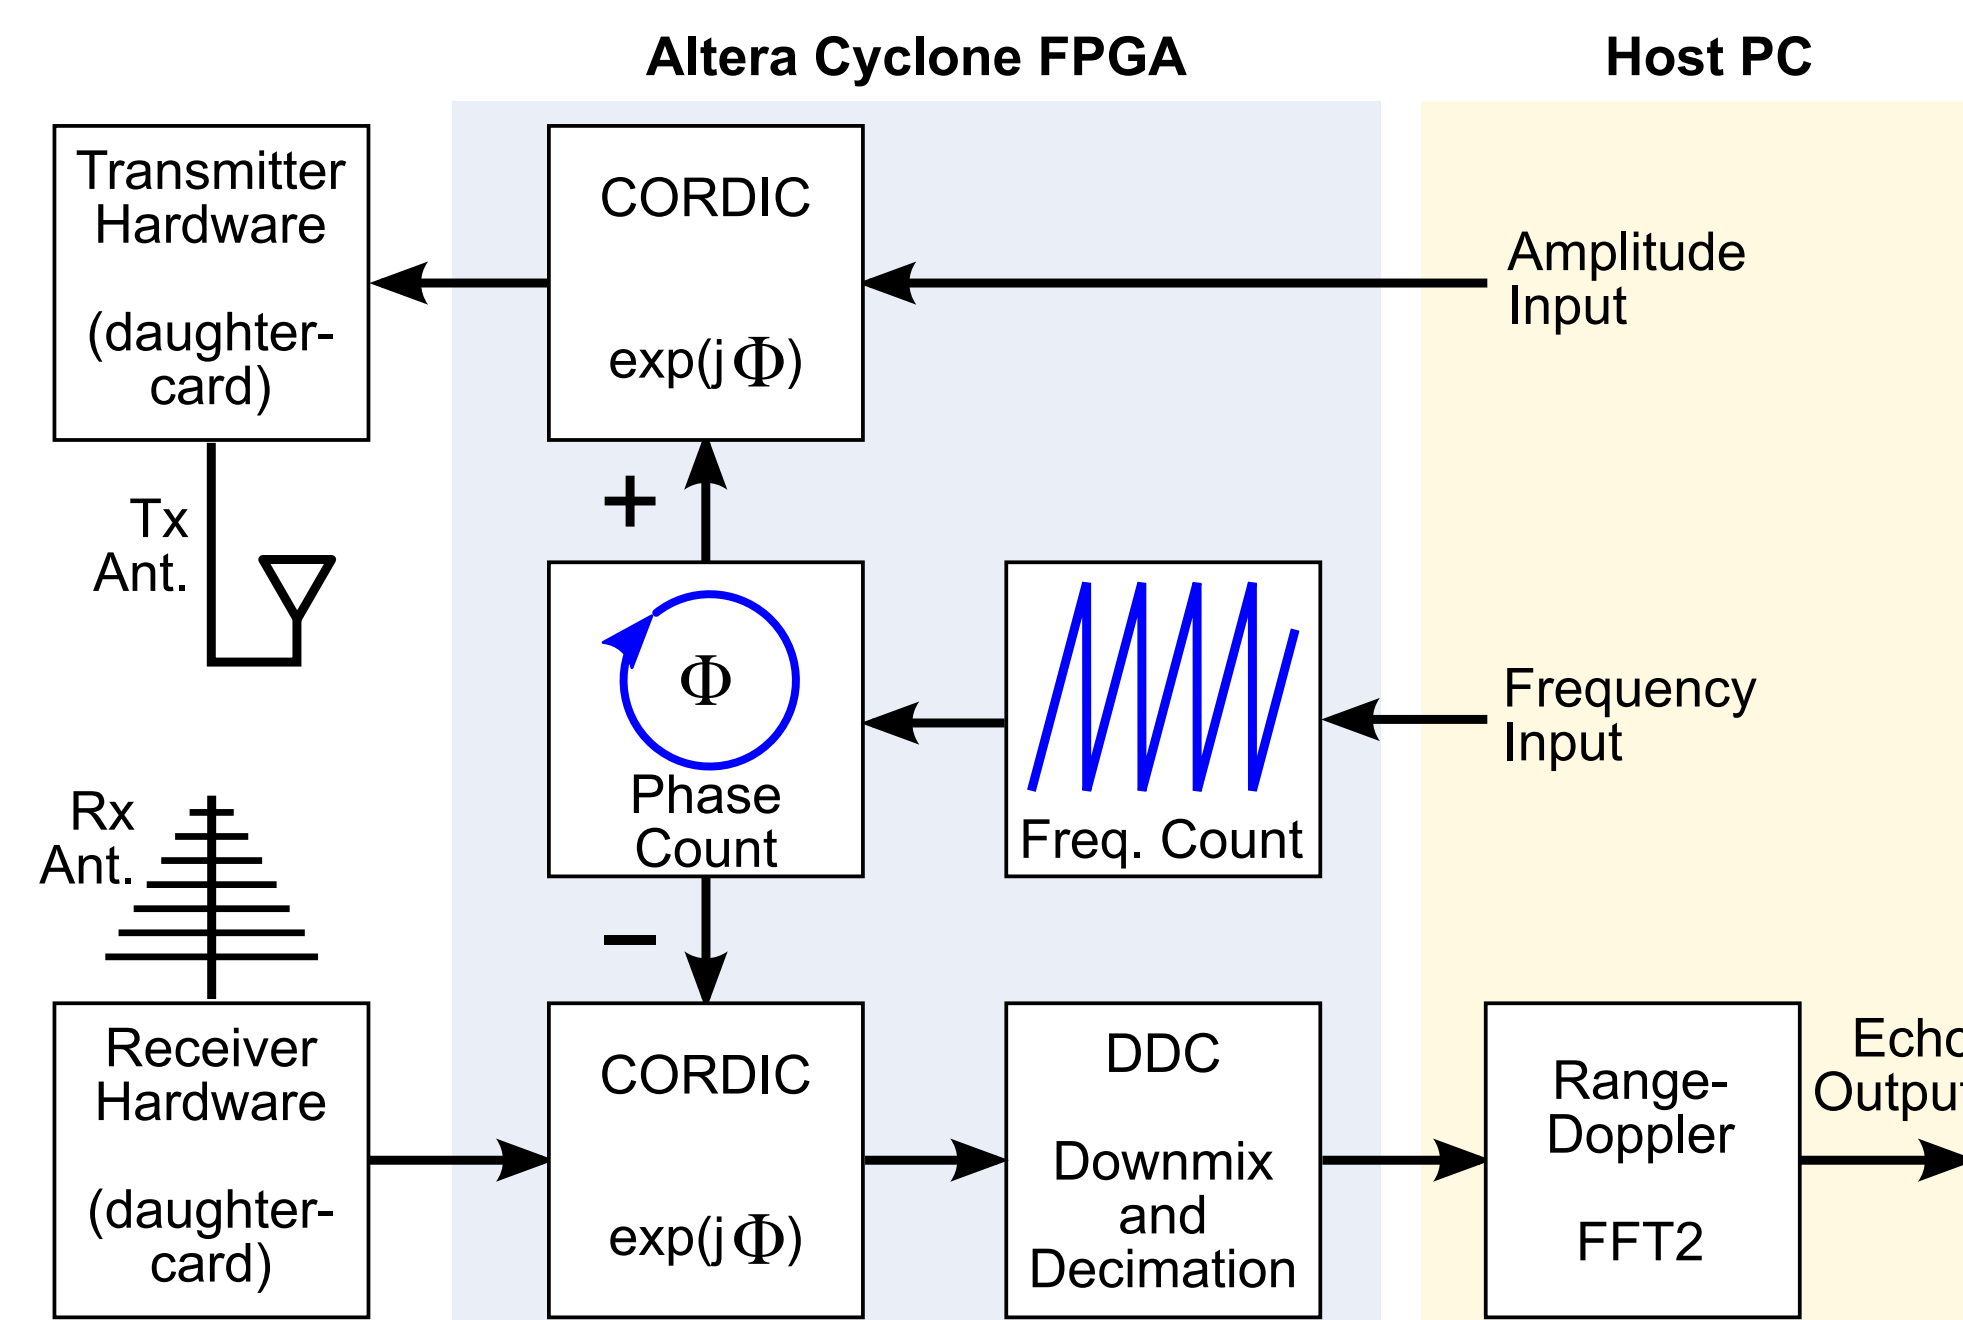 Altera Cyclone FPGA
Host PC
Transmitter
Hardware
(daughter-
card)
CORDIC
exp(jΦ)
Amplitude
Input
+
Tx
Ant.
Φ
Phase
Count
Freq. Count
Frequency
Input
Rx
Ant.
−
Receiver
Hardware
(daughter-
card)
CORDIC
exp(jΦ)
DDC
Downmix
and
Decimation
Range-
Doppler
FFT2
Echo
Output